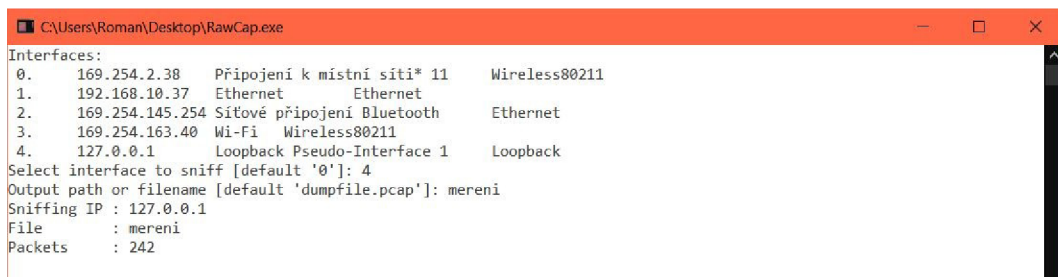 C:\Users\Roman\Desktop\RawCap.exe
Interfaces:
0. 169.254.2.38 Připojení k místní síti* 11 Wireless80211
1. 192.168.10.37 Ethernet Ethernet
2. 169.254.145.254 Síťové připojení Bluetooth Ethernet
3. 169.254.163.40 Wi-Fi Wireless80211
4. 127.0.0.1 Loopback Pseudo-Interface 1 Loopback
Select interface to sniff [default '0']: 4
Output path or filename [default 'dumpfile.pcap']: mereni
Sniffing IP : 127.0.0.1
File : mereni
Packets : 242